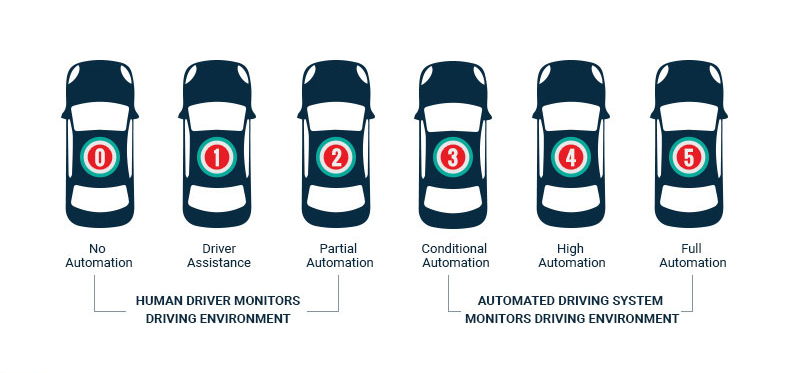 0 1 2 3 4 5
No Driver Partial Conditional High Full
Automation Assistance Automation Automation Automation Automation
HUMAN DRIVER MONITORS AUTOMATED DRIVING SYSTEM
DRIVING ENVIRONMENT MONITORS DRIVING ENVIRONMENT